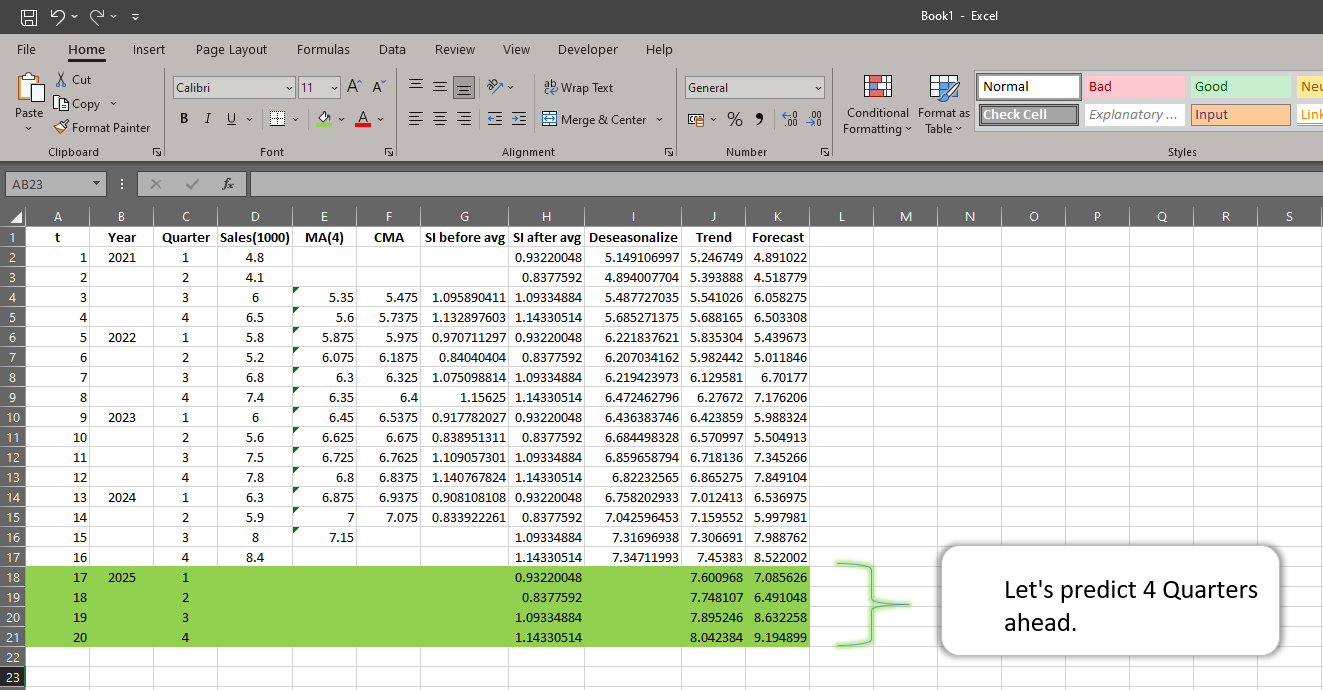 Book1 - Excel
File Home Insert Page Layout Formulas Data Review View Developer Help
Paste
Cut
Copy
Format Painter
Clipboard
Calibri 11
B I U
Font
Wrap Text
Merge & Center
Alignment
General
Number
Conditional Formatting
Format as Table
Normal Bad Good Neu
Check Cell Explanatory ... Input Link
Styles
AB23
A B C D E F G H I J K L M N O P Q R S
1 t Year Quarter Sales(1000) MA(4) CMA SI before avg SI after avg Deseasonalize Trend Forecast
2 1 2021 1 4.8 0.93220048 5.149106997 5.246749 4.891022
3 2 2 4.1 0.8377592 4.894007704 5.393888 4.518779
4 3 3 6 5.35 5.475 1.095890411 1.09334884 5.487727035 5.541026 6.058275
5 4 4 6.5 5.6 5.7375 1.132897603 1.14330514 5.685271375 5.688165 6.503308
6 5 2022 1 5.8 5.875 5.975 0.970711297 0.93220048 6.221837621 5.835304 5.439673
7 6 2 5.2 6.075 6.1875 0.84040404 0.8377592 6.207034162 5.982442 5.011846
8 7 3 6.8 6.3 6.325 1.075098814 1.09334884 6.219423973 6.129581 6.70177
9 8 4 7.4 6.35 6.4 1.15625 1.14330514 6.472462796 6.27672 7.176206
10 9 2023 1 6 6.45 6.5375 0.917782027 0.93220048 6.436383746 6.423859 5.988324
11 10 2 5.6 6.625 6.675 0.838951311 0.8377592 6.684498328 6.570997 5.504913
12 11 3 7.5 6.725 6.7625 1.109057301 1.09334884 6.859658794 6.718136 7.345266
13 12 4 7.8 6.8 6.8375 1.140767824 1.14330514 6.82232565 6.865275 7.849104
14 13 2024 1 6.3 6.875 6.9375 0.908108108 0.93220048 6.758202933 7.012413 6.536975
15 14 2 5.9 7 7.075 0.833922261 0.8377592 7.042596453 7.159552 5.997981
16 15 3 8 7.15 1.09334884 7.31696938 7.306691 7.988762
17 16 4 8.4 1.14330514 7.34711993 7.45383 8.522002
18 17 2025 1 0.93220048 7.600968 7.085626
19 18 2 0.8377592 7.748107 6.491048
20 19 3 1.09334884 7.895246 8.632258
21 20 4 1.14330514 8.042384 9.194899
22
23
Let's predict 4 Quarters
ahead.